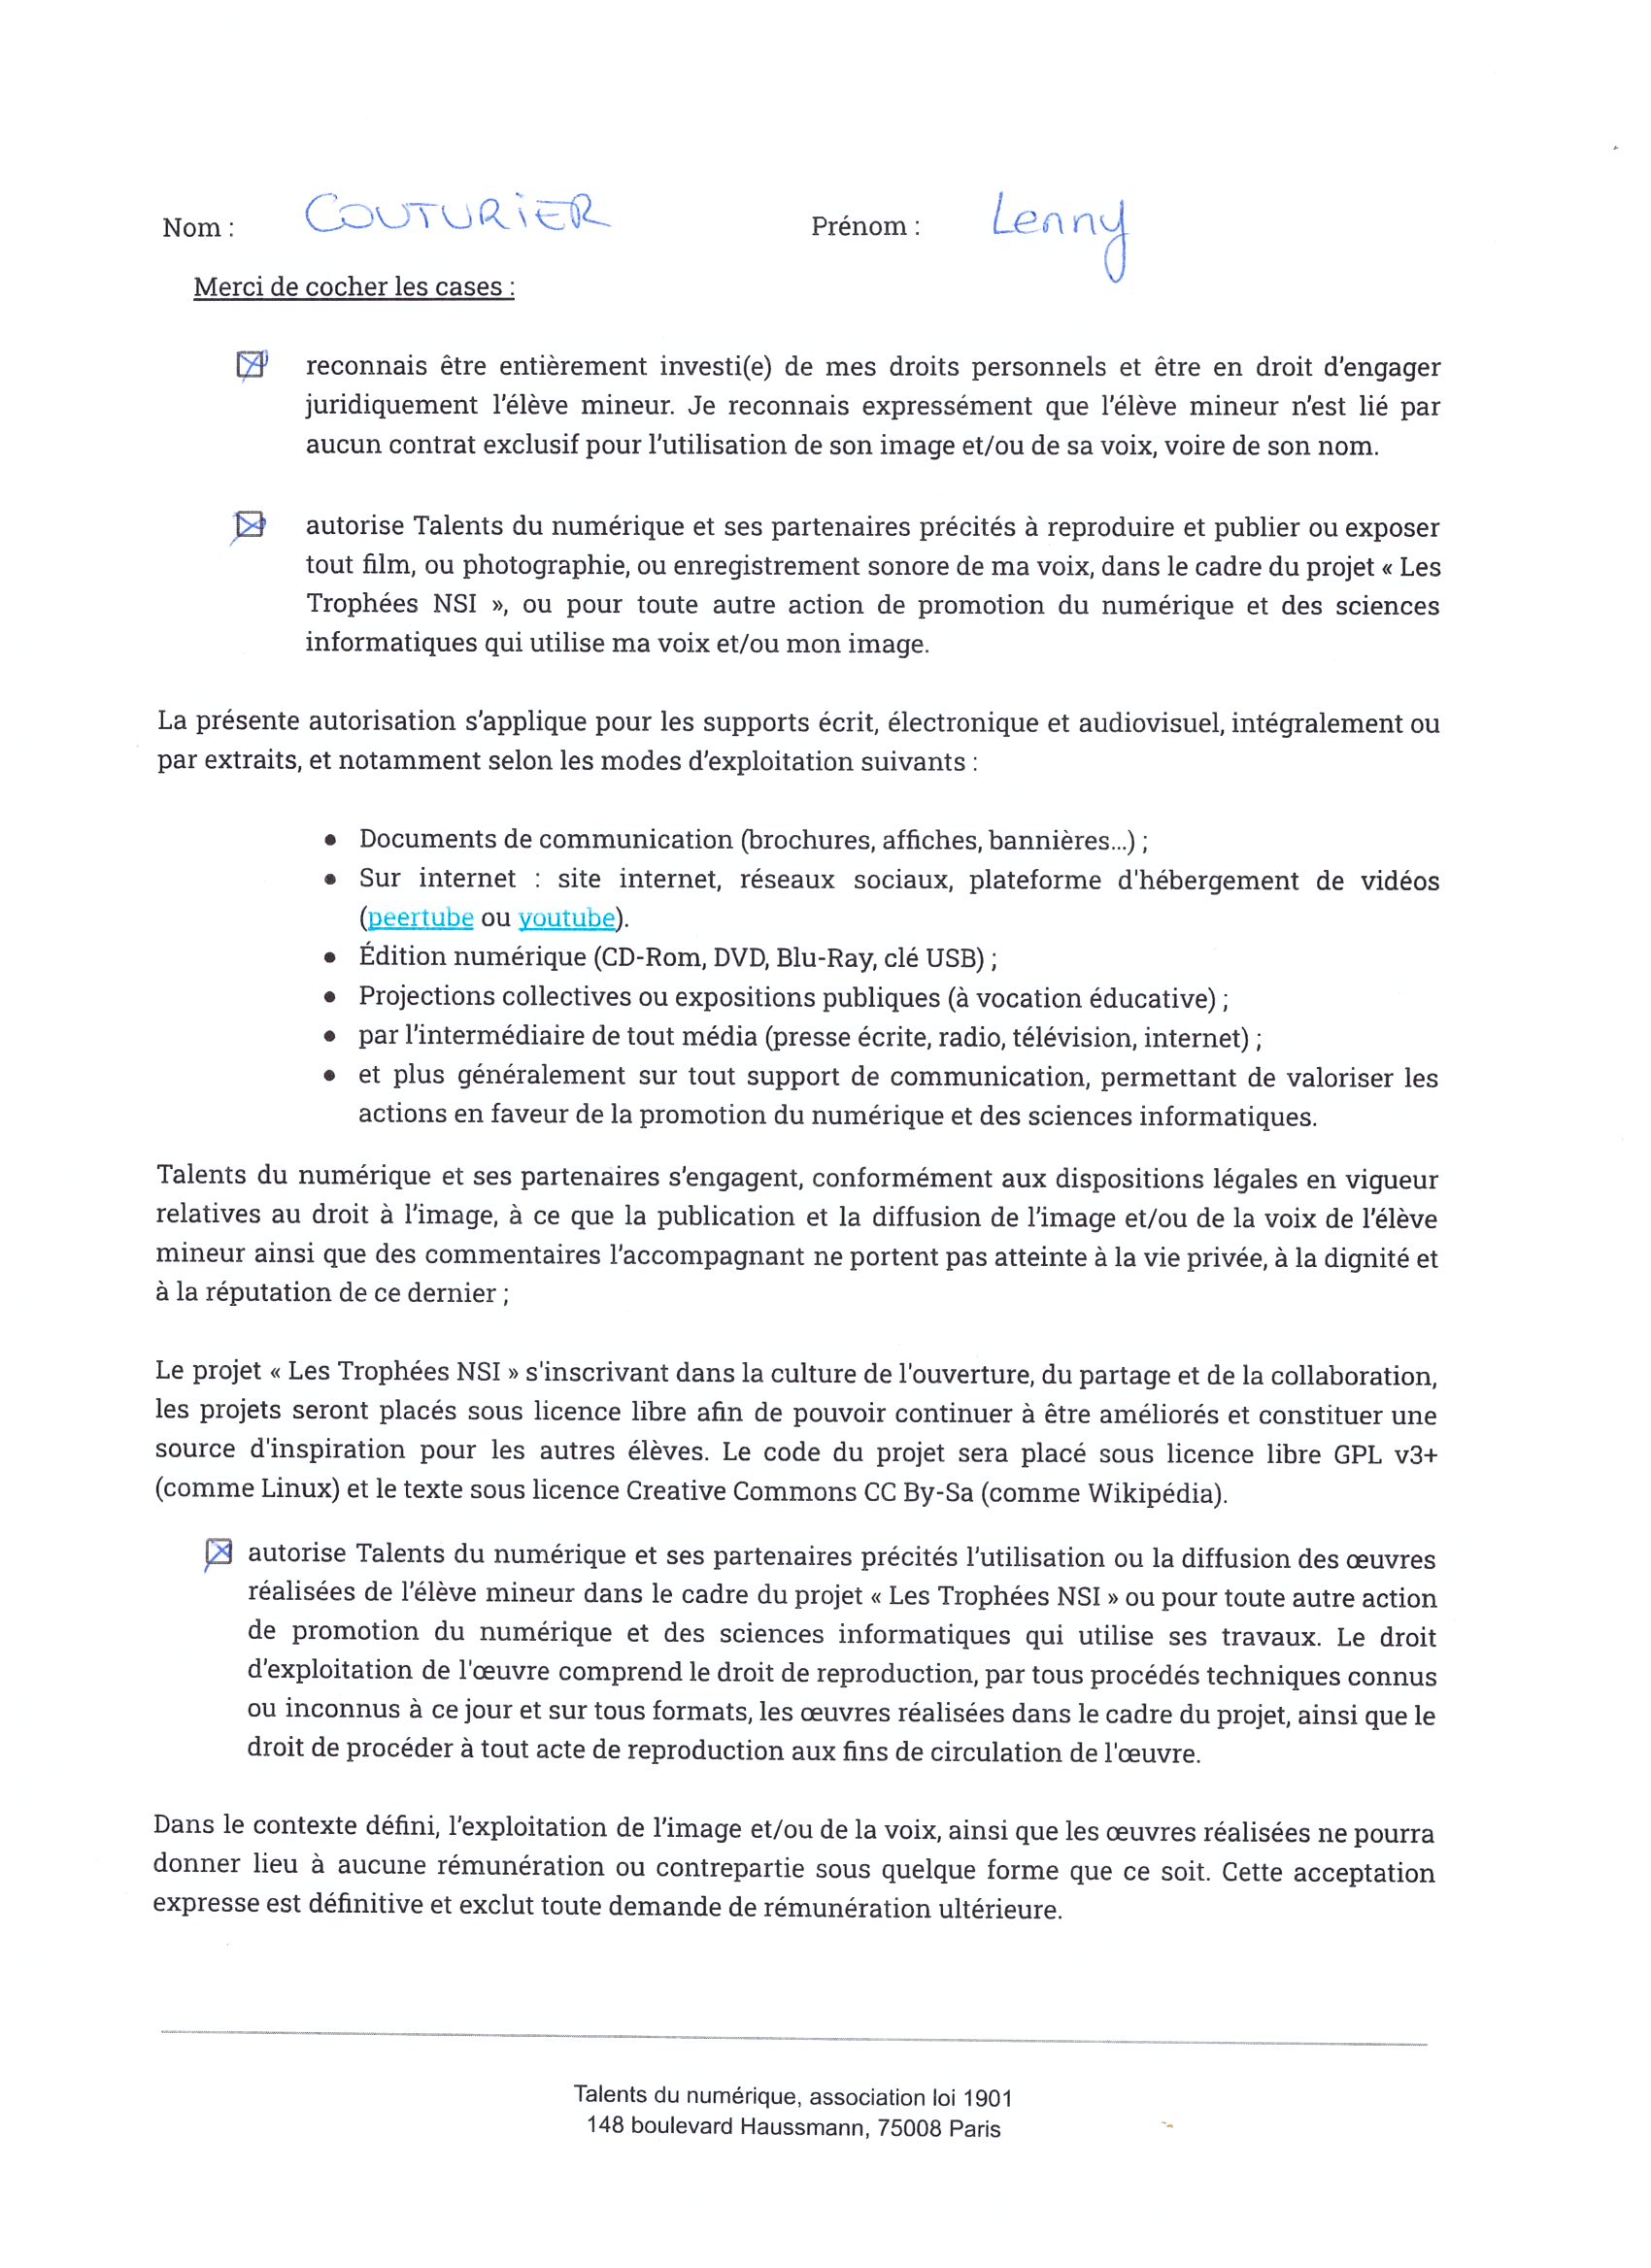 Nom : COUTURIER Prénom : Lenny
Merci de cocher les cases :
reconnais être entièrement investi(e) de mes droits personnels et être en droit d'engager
juridiquement l'élève mineur. Je reconnais expressément que l'élève mineur n'est lié par
aucun contrat exclusif pour l'utilisation de son image et/ou de sa voix, voire de son nom.
autorise Talents du numérique et ses partenaires précités à reproduire et publier ou exposer
tout film, ou photographie, ou enregistrement sonore de ma voix, dans le cadre du projet « Les
Trophées NSI », ou pour toute autre action de promotion du numérique et des sciences
informatiques qui utilise ma voix et/ou mon image.
La présente autorisation s'applique pour les supports écrit, électronique et audiovisuel, intégralement ou
par extraits, et notamment selon les modes d'exploitation suivants :
● Documents de communication (brochures, affiches, bannières...) ;
● Sur internet : site internet, réseaux sociaux, plateforme d'hébergement de vidéos
(peertube ou youtube).
● Édition numérique (CD-Rom, DVD, Blu-Ray, clé USB) ;
● Projections collectives ou expositions publiques (à vocation éducative) ;
● par l'intermédiaire de tout média (presse écrite, radio, télévision, internet) ;
● et plus généralement sur tout support de communication, permettant de valoriser les
actions en faveur de la promotion du numérique et des sciences informatiques.
Talents du numérique et ses partenaires s'engagent, conformément aux dispositions légales en vigueur
relatives au droit à l'image, à ce que la publication et la diffusion de l'image et/ou de la voix de l'élève
mineur ainsi que des commentaires l'accompagnant ne portent pas atteinte à la vie privée, à la dignité et
à la réputation de ce dernier ;
Le projet « Les Trophées NSI » s'inscrivant dans la culture de l'ouverture, du partage et de la collaboration,
les projets seront placés sous licence libre afin de pouvoir continuer à être améliorés et constituer une
source d'inspiration pour les autres élèves. Le code du projet sera placé sous licence libre GPL v3+
(comme Linux) et le texte sous licence Creative Commons CC By-Sa (comme Wikipédia).
autorise Talents du numérique et ses partenaires précités l'utilisation ou la diffusion des œuvres
réalisées de l'élève mineur dans le cadre du projet « Les Trophées NSI » ou pour toute autre action
de promotion du numérique et des sciences informatiques qui utilise ses travaux. Le droit
d'exploitation de l'œuvre comprend le droit de reproduction, par tous procédés techniques connus
ou inconnus à ce jour et sur tous formats, les œuvres réalisées dans le cadre du projet, ainsi que le
droit de procéder à tout acte de reproduction aux fins de circulation de l'œuvre.
Dans le contexte défini, l'exploitation de l'image et/ou de la voix, ainsi que les œuvres réalisées ne pourra
donner lieu à aucune rémunération ou contrepartie sous quelque forme que ce soit. Cette acceptation
expresse est définitive et exclut toute demande de rémunération ultérieure.
Talents du numérique, association loi 1901
148 boulevard Haussmann, 75008 Paris